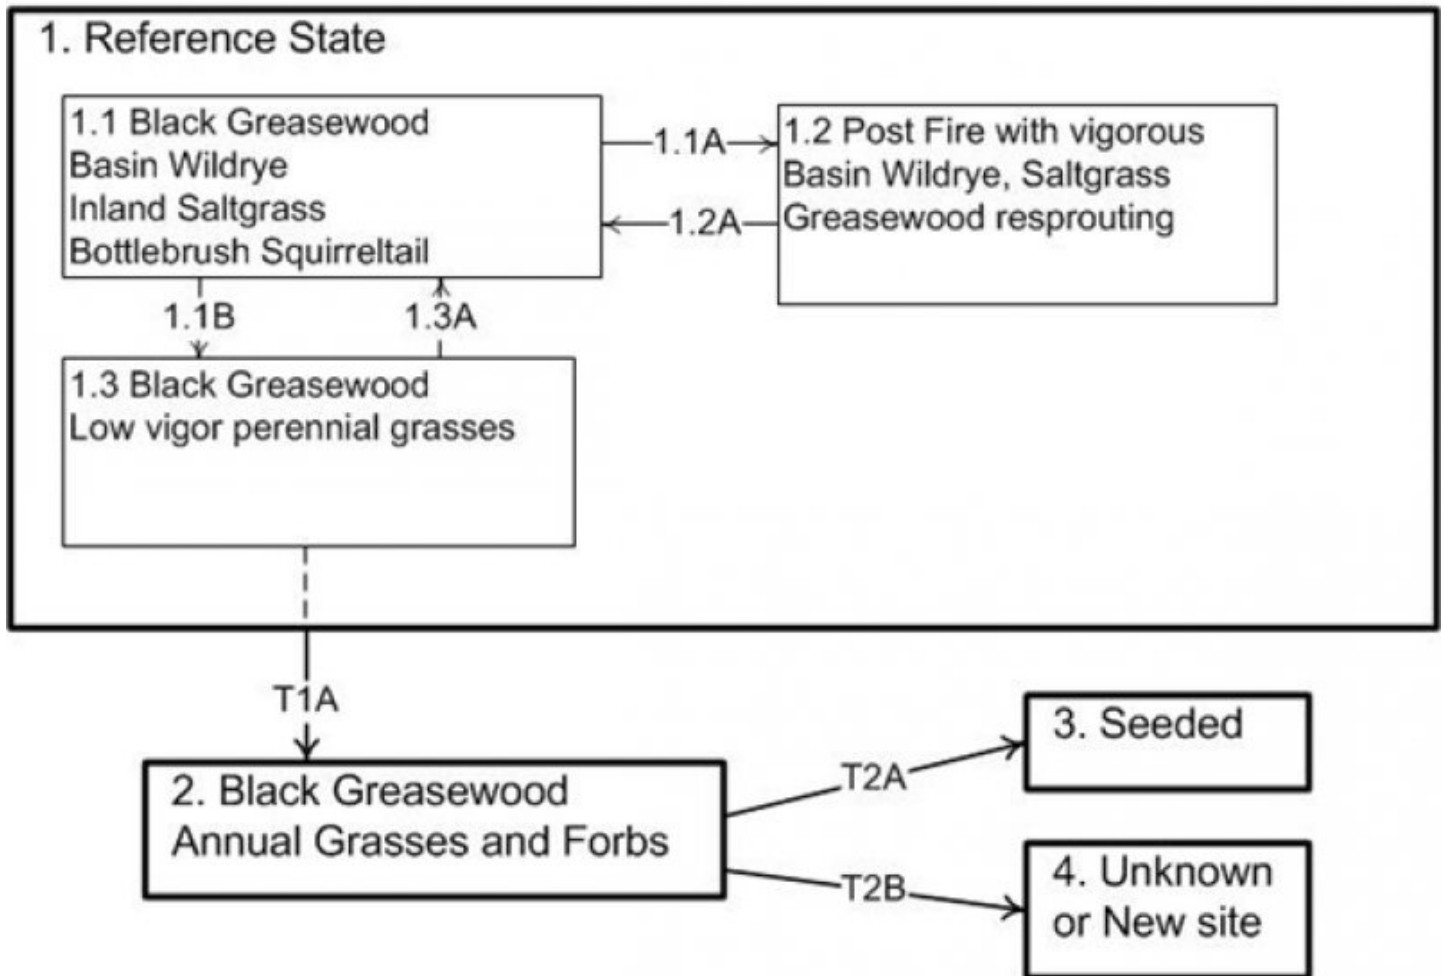 1. Reference State
1.1 Black Greasewood
Basin Wildrye
Inland Saltgrass
Bottlebrush Squirreltail
1.1A
1.2A
1.2 Post Fire with vigorous
Basin Wildrye, Saltgrass
Greasewood resprouting
1.1B
1.3A
1.3 Black Greasewood
Low vigor perennial grasses
T1A
2. Black Greasewood
Annual Grasses and Forbs
T2A
T2B
3. Seeded
4. Unknown
or New site